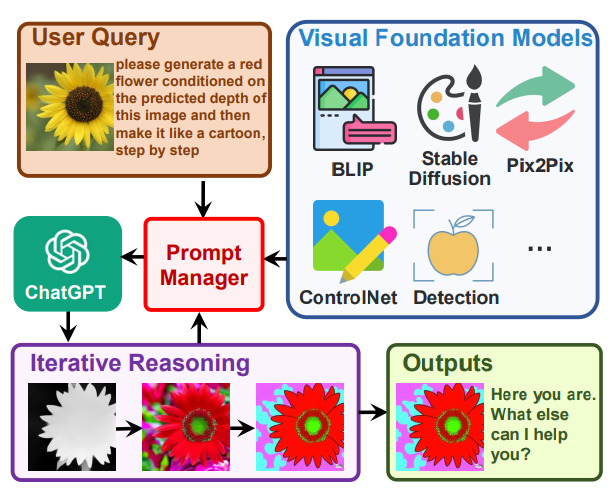 User Query
please generate a red
flower conditioned on
the predicted depth of
this image and then
make it like a cartoon,
step by step
Visual Foundation Models
BLIP
Stable
Diffusion
Pix2Pix
ControlNet
Detection
...
Prompt
Manager
ChatGPT
Iterative Reasoning
Outputs
Here you are.
What else
can I help
you?